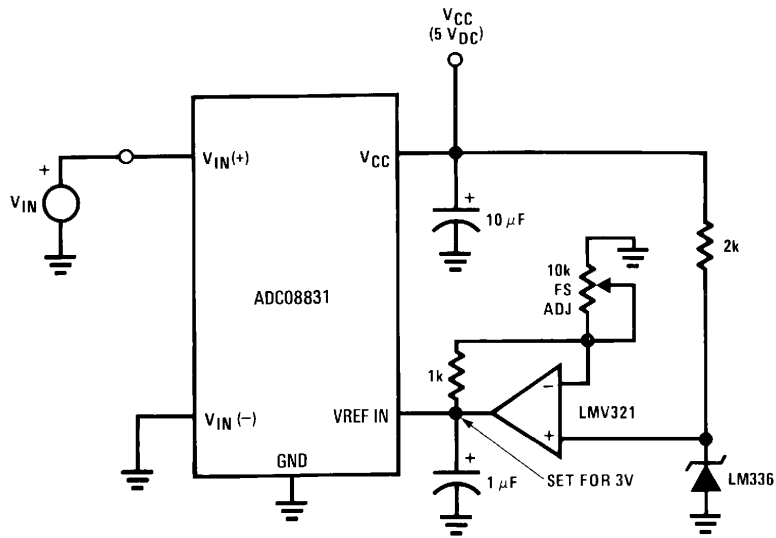 VCC
(5 VDC)
VIN(+)
VCC
+
VIN
+
10 µF
2k
10k
FS
ADJ
ADC08831
1k
−
LMV321
VIN(−)
VREF IN
+
GND
+
1 µF
SET FOR 3V
LM336